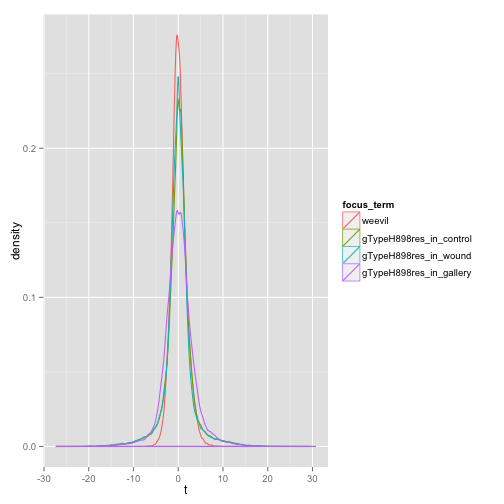 0.2
0.1
0.0
density
-30 -20 -10 0 10 20 30
t
focus_term
weevil
gTypeH898res_in_control
gTypeH898res_in_wound
gTypeH898res_in_gallery